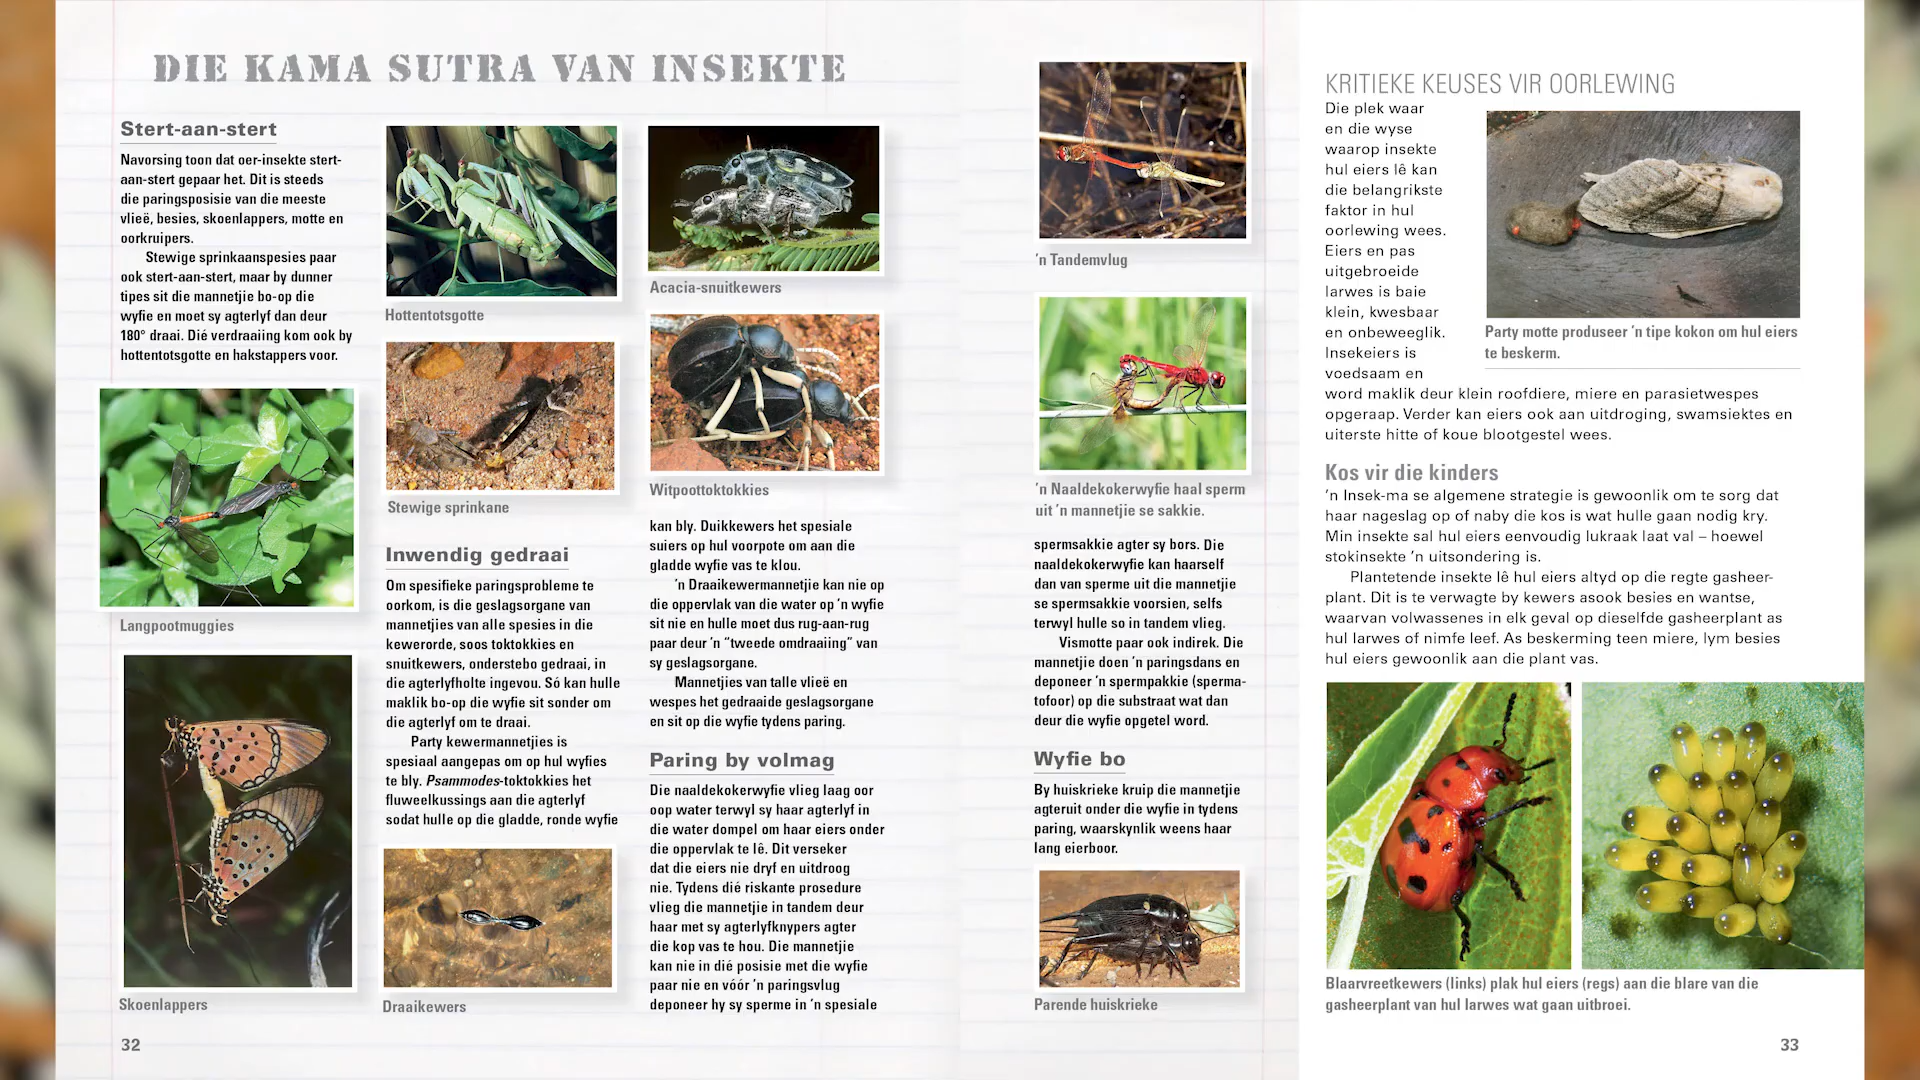 DIE KAMA SUTRA VAN INSEKTE
Stert-aan-stert
Navorsing toon dat oer-insekte stert-
aan-stert gepaar het. Dit is steeds
die paringsposisie van die meeste
vlieë, besies, skoenlappers, motte en
oorkruipers.
Stewige sprinkaanspesies paar
ook stert-aan-stert, maar by dunner
tipes sit die mannetjie bo-op die
wyfie en moet sy agterlyf dan deur
180° draai. Dié verdraaiing kom ook by
hottentotsgotte en hakstappers voor.
Langpootmuggies
Skoenlappers
32
Hottentotsgotte
Stewige sprinkane
Inwendig gedraai
Om spesifieke paringsprobleme te
oorkom, is die geslagsorgane van
mannetjies van alle spesies in die
kewerorde, soos toktokkies en
snuitkewers, onderstebo gedraai, in
die agterlyfholte ingevou. Só kan hulle
maklik bo-op die wyfie sit sonder om
die agterlyf om te draai.
Party kewermannetjies is
spesiaal aangepas om op hul wyfies
te bly. Psammodes-toktokkies het
fluweelkussings aan die agterlyf
sodat hulle op die gladde, ronde wyfie
Draaikewers
Acacia-snuitkewers
Witpoottoktokkies
kan bly. Duikkewers het spesiale
suiers op hul voorpote om aan die
gladde wyfie vas te klou.
'n Draaikewermannetjie kan nie op
die oppervlak van die water op 'n wyfie
sit nie en hulle moet dus rug-aan-rug
paar deur 'n "tweede omdraaiing" van
sy geslagsorgane.
Mannetjies van talle vlieë en
wespes het gedraaide geslagsorgane
en sit op die wyfie tydens paring.
Paring by volmag
Die naaldekokerwyfie vlieg laag oor
oop water terwyl sy haar agterlyf in
die water dompel om haar eiers onder
die oppervlak te lê. Dit verseker
dat die eiers nie dryf en uitdroog
nie. Tydens dié riskante prosedure
vlieg die mannetjie in tandem deur
haar met sy agterlyfknypers agter
die kop vas te hou. Die mannetjie
kan nie in dié posisie met die wyfie
paar nie en vóór 'n paringsvlug
deponeer hy sy sperme in 'n spesiale
'n Tandemvlug
'n Naaldekokerwyfie haal sperm
uit 'n mannetjie se sakkie.
spermsakkie agter sy bors. Die
naaldekokerwyfie kan haarself
dan van sperme uit die mannetjie
se spermsakkie voorsien, selfs
terwyl hulle so in tandem vlieg.
Vismotte paar ook indirek. Die
mannetjie doen 'n paringsdans en
deponeer 'n spermpakkie (sperma-
tofoor) op die substraat wat dan
deur die wyfie opgetel word.
Wyfie bo
By huiskrieke kruip die mannetjie
agteruit onder die wyfie in tydens
paring, waarskynlik weens haar
lang eierboor.
Parende huiskrieke
KRITIEKE KEUSES VIR OORLEWING
Die plek waar
en die wyse
waarop insekte
hul eiers lê kan
die belangrikste
faktor in hul
oorlewing wees.
Eiers en pas
uitgebroeide
larwes is baie
klein, kwesbaar
en onbeweeglik.
Insekeiers is
voedsaam en
word maklik deur klein roofdiere, miere en parasietwespes
opgeraap. Verder kan eiers ook aan uitdroging, swamsiektes en
uiterste hitte of koue blootgestel wees.
Party motte produseer 'n tipe kokon om hul eiers
te beskerm.
Kos vir die kinders
'n Insek-ma se algemene strategie is gewoonlik om te sorg dat
haar nageslag op of naby die kos is wat hulle gaan nodig kry.
Min insekte sal hul eiers eenvoudig lukraak laat val – hoewel
stokinsekte 'n uitsondering is.
Plantetende insekte lê hul eiers altyd op die regte gasheer-
plant. Dit is te verwagte by kewers asook besies en wantse,
waarvan volwassenes in elk geval op dieselfde gasheerplant as
hul larwes of nimfe leef. As beskerming teen miere, lym besies
hul eiers gewoonlik aan die plant vas.
Blaarvreetkewers (links) plak hul eiers (regs) aan die blare van die
gasheerplant van hul larwes wat gaan uitbroei.
33